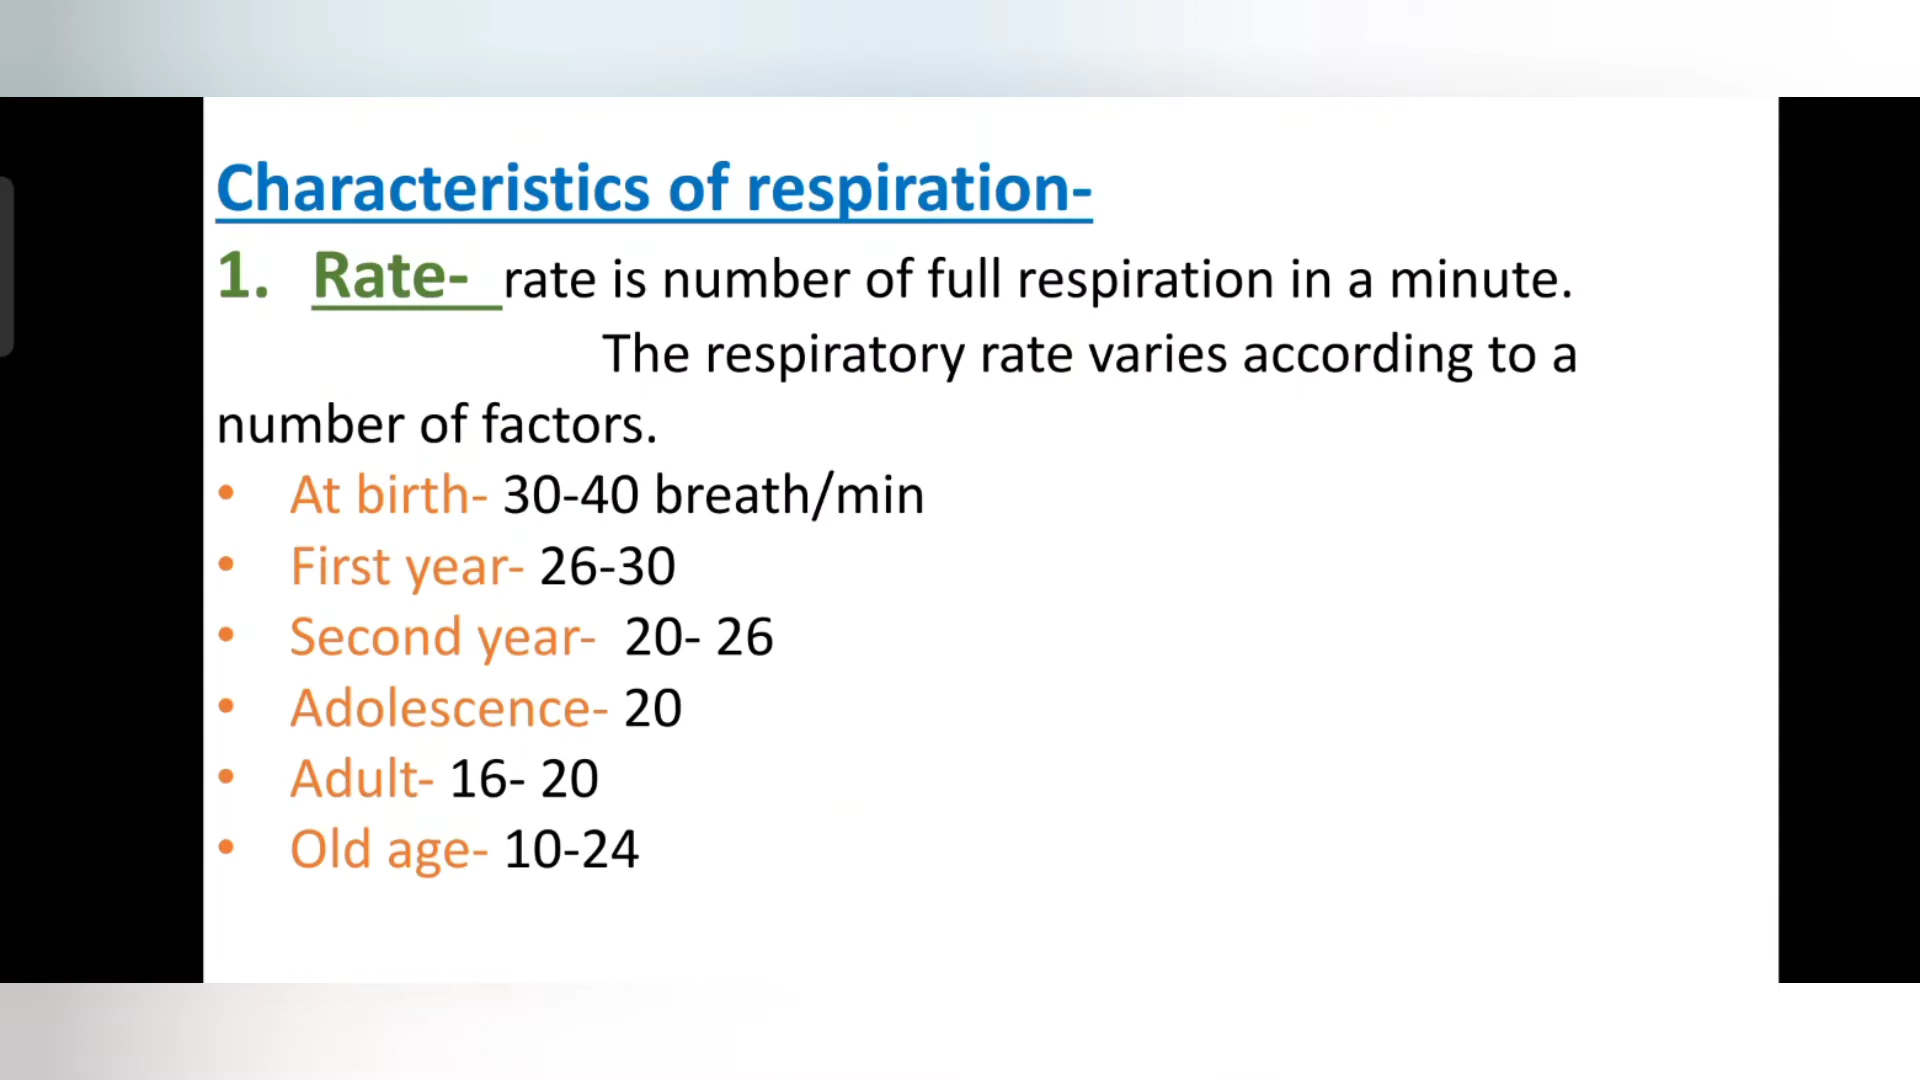 Characteristics of respiration-
1. Rate- rate is number of full respiration in a minute.
The respiratory rate varies according to a
number of factors.
• At birth- 30-40 breath/min
• First year- 26-30
• Second year- 20- 26
• Adolescence- 20
• Adult- 16- 20
• Old age- 10-24